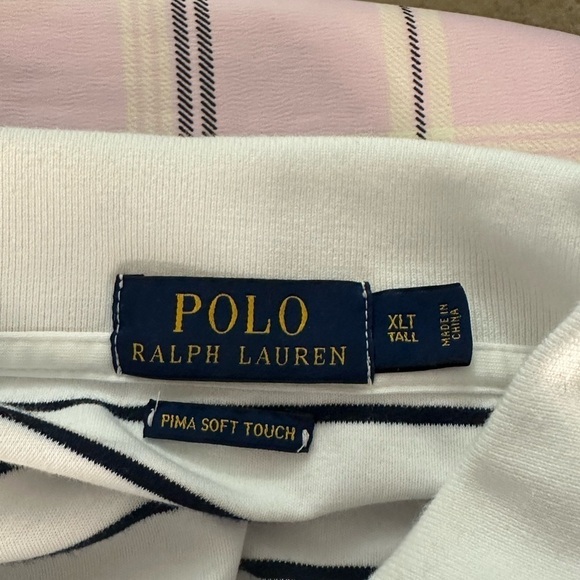 POLO
RALPH LAUREN
XLT
TALL
MADE IN
CHINA
PIMA SOFT TOUCH